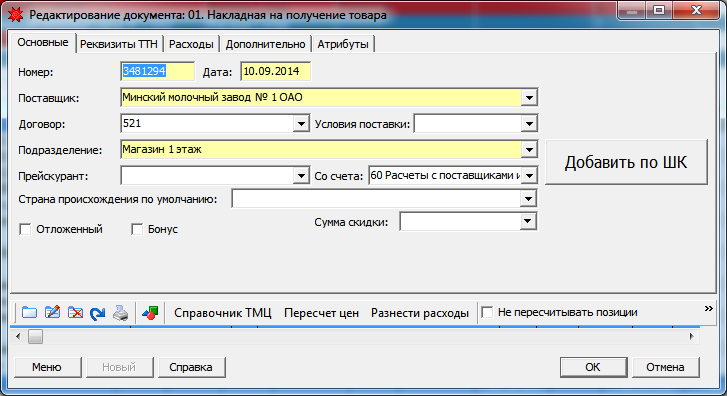 Редактирование документа: 01. Накладная на получение товара
Основные Реквизиты ТТН Расходы Дополнительно Атрибуты
Номер: 3481294 Дата: 10.09.2014
Поставщик: Минский молочный завод № 1 ОАО
Договор: 521 Условия поставки:
Подразделение: Магазин 1 этаж
Добавить по ШК
Прейскурант: Со счета: 60 Расчеты с поставщиками и
Страна происхождения по умолчанию:
Отложенный Бонус Сумма скидки:
Справочник ТМЦ Пересчет цен Разнести расходы Не пересчитывать позиции »
Меню Новый Справка OK Отмена